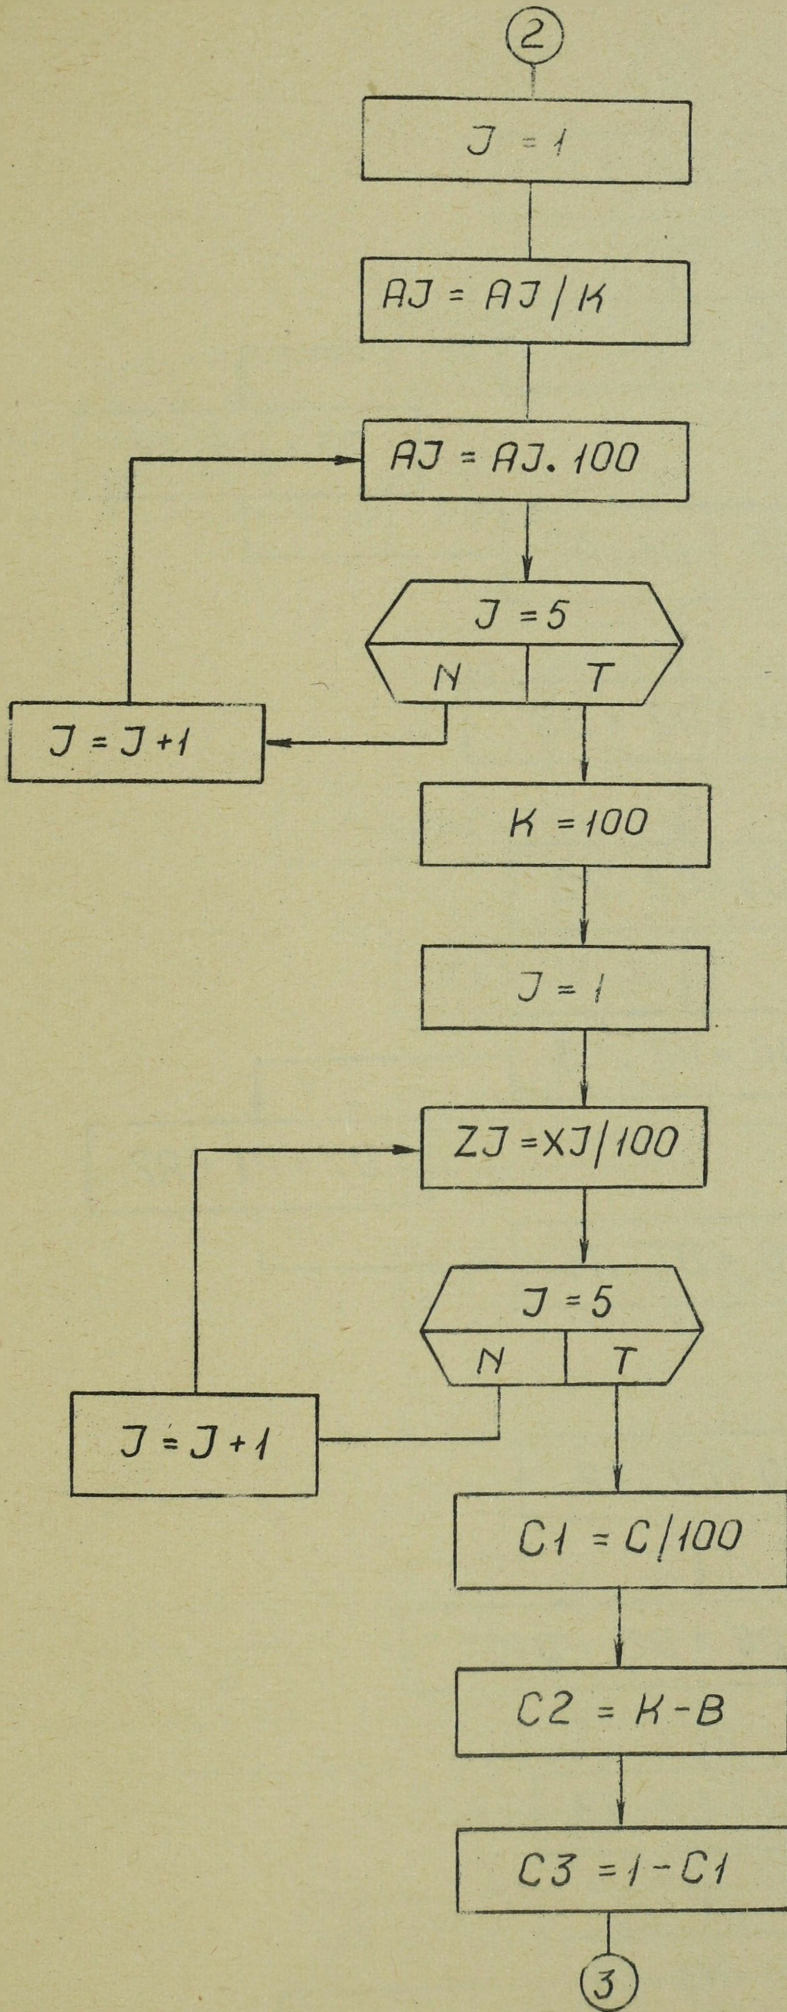 2
J = 1
AJ = AJ / K
AJ = AJ. 100
J = 5
N T
J = J + 1
K = 100
J = 1
ZJ = XJ/100
J = 5
N T
J = J + 1
C1 = C/100
C2 = K - B
C3 = 1 - C1
3